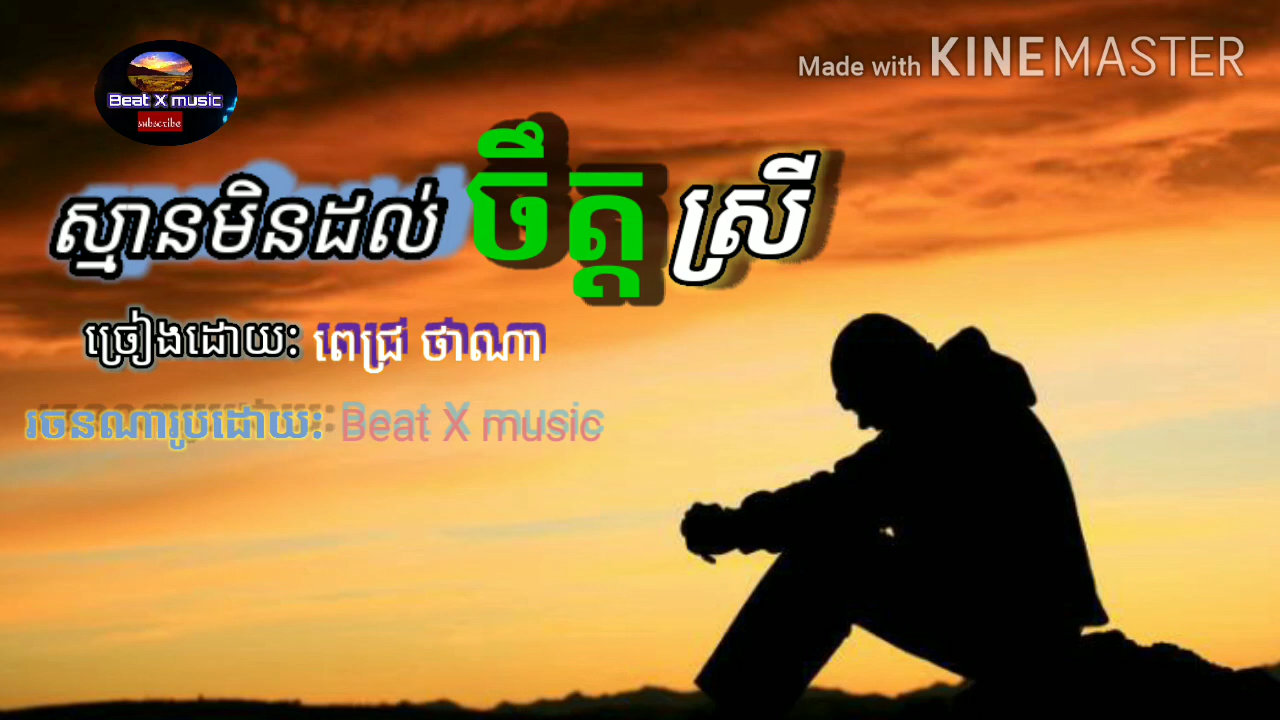 Made with KINEMASTER
Beat X music
subscribe
ស្មានមិនដល់ ចឹត្ត ស្រី
ច្រៀងដោយ: ពេជ្រ ថាណា
រចនណារូបដោយ: Beat X music